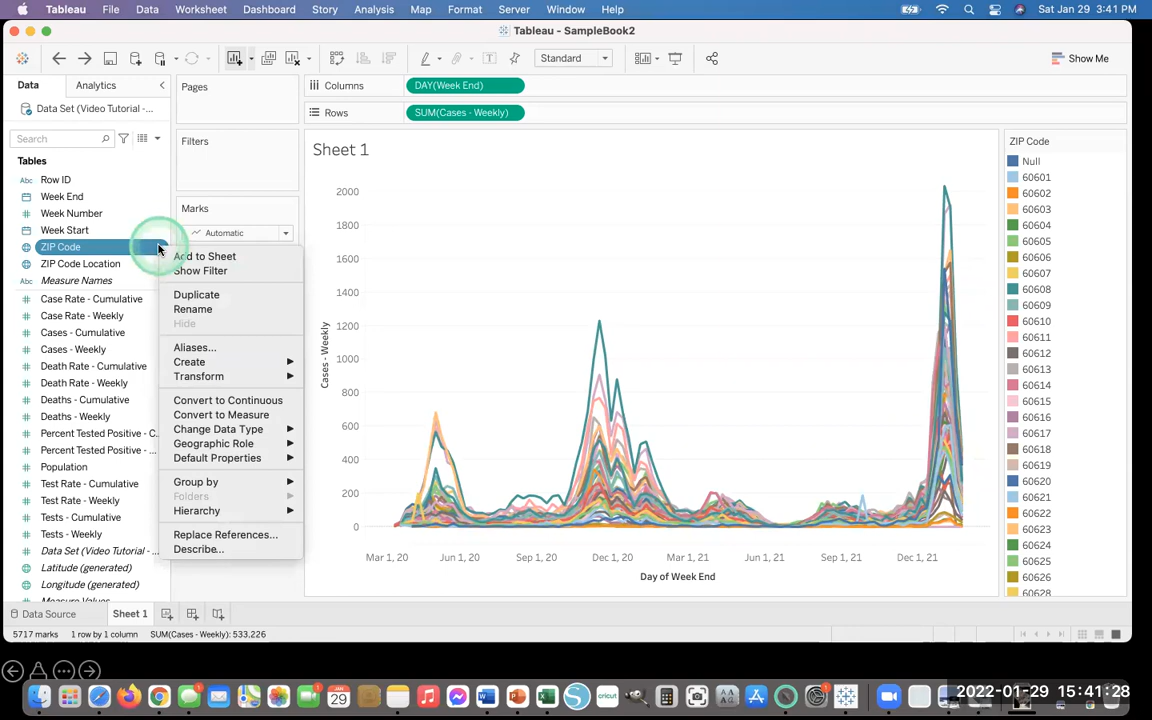 Tableau File Data Worksheet Dashboard Story Analysis Map Format Server Window Help Sat Jan 29 3:41 PM
Tableau - SampleBook2
Standard Show Me
Data Analytics
Data Set (Video Tutorial -...
Search
Tables
Abc Row ID
Week End
# Week Number
Week Start
ZIP Code
ZIP Code Location
Abc Measure Names
# Case Rate - Cumulative
# Case Rate - Weekly
# Cases - Cumulative
# Cases - Weekly
# Death Rate - Cumulative
# Death Rate - Weekly
# Deaths - Cumulative
# Deaths - Weekly
# Percent Tested Positive - C...
# Percent Tested Positive - ...
# Population
# Test Rate - Cumulative
# Test Rate - Weekly
# Tests - Cumulative
# Tests - Weekly
# Data Set (Video Tutorial - ...
Latitude (generated)
Longitude (generated)
Measure Values
Pages
Filters
Marks
Automatic
Add to Sheet
Show Filter
Duplicate
Rename
Hide
Aliases...
Create
Transform
Convert to Continuous
Convert to Measure
Change Data Type
Geographic Role
Default Properties
Group by
Folders
Hierarchy
Replace References...
Describe...
Columns DAY(Week End)
Rows SUM(Cases - Weekly)
Sheet 1
Cases - Weekly
2000
1800
1600
1400
1200
1000
800
600
400
200
0
Mar 1, 20 Jun 1, 20 Sep 1, 20 Dec 1, 20 Mar 1, 21 Jun 1, 21 Sep 1, 21 Dec 1, 21
Day of Week End
ZIP Code
Null
60601
60602
60603
60604
60605
60606
60607
60608
60609
60610
60611
60612
60613
60614
60615
60616
60617
60618
60619
60620
60621
60622
60623
60624
60625
60626
60628
Data Source Sheet 1
5717 marks 1 row by 1 column SUM(Cases - Weekly): 533,226
JAN
29
cricut
2022-01-29 15:41:28